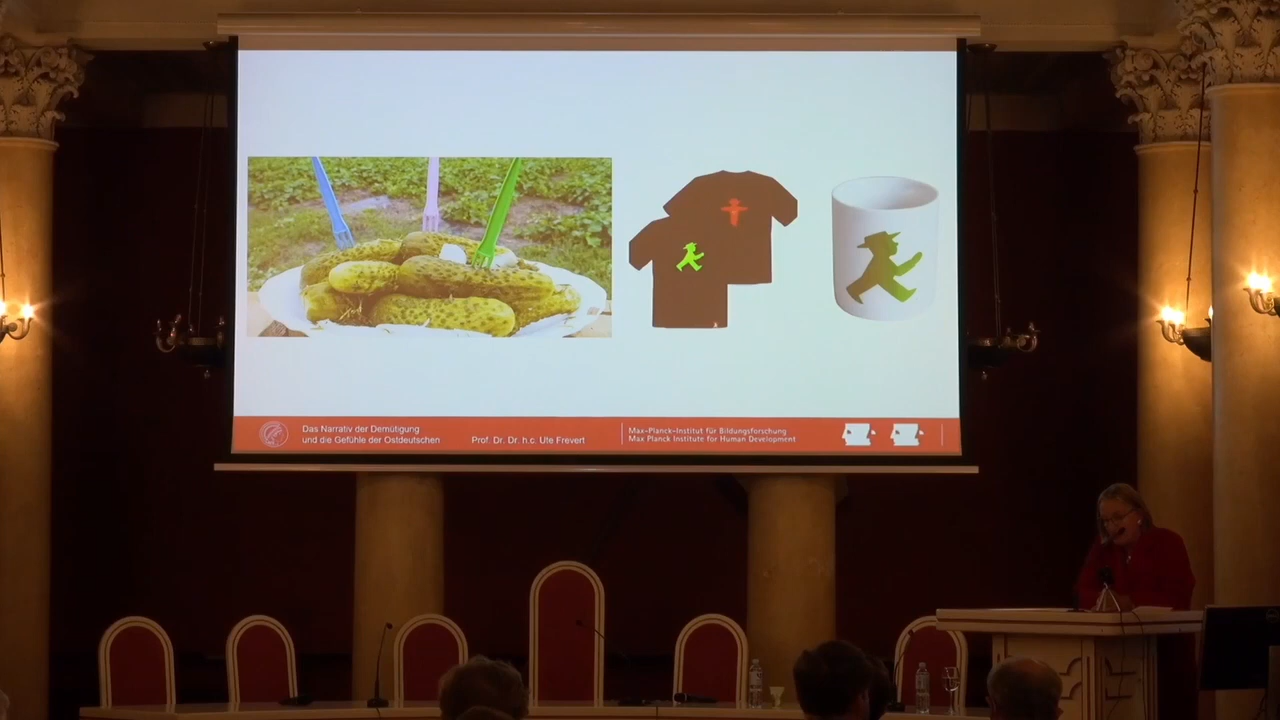 Das Narrativ der Demütigung
und die Gefühle der Ostdeutschen
Prof. Dr. Dr. h.c. Ute Frevert
Max-Planck-Institut für Bildungsforschung
Max Planck Institute for Human Development